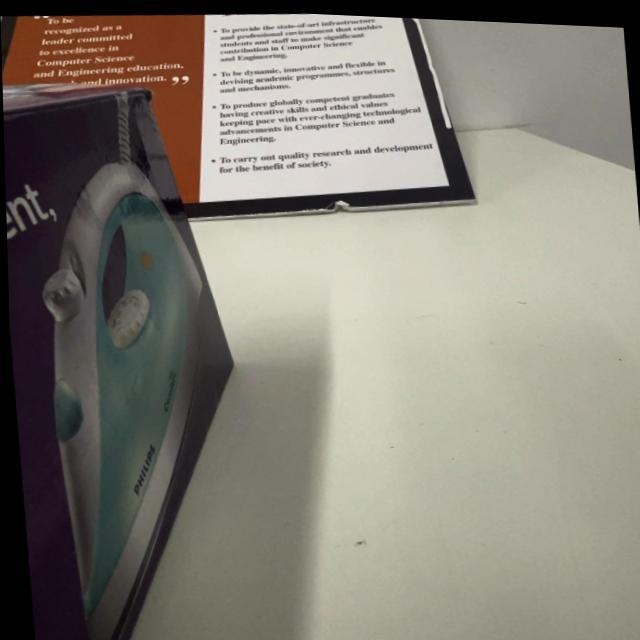 To be
recognized as a
leader committed
to excellence in
Computer Science
and Engineering education,
and innovation. ”
• To provide the state-of-art infrastructure
and professional environment that enables
students and staff to make significant
contribution in Computer Science
and Engineering.
• To be dynamic, innovative and flexible in
devising academic programmes, structures
and mechanisms.
• To produce globally competent graduates
having creative skills and ethical values
keeping pace with ever-changing technological
advancements in Computer Science and
Engineering.
• To carry out quality research and development
for the benefit of society.
ent,
PHILIPS